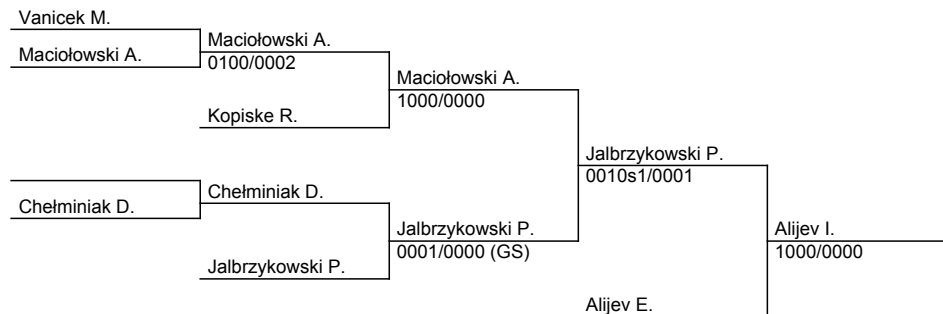 Vanicek M.
Maciołowski A.
Maciołowski A.
0100/0002
Kopiske R.
Maciołowski A.
1000/0000
Chełminiak D.
Chełminiak D.
Jalbrzykowski P.
Jalbrzykowski P.
0001/0000 (GS)
Jalbrzykowski P.
0010s1/0001
Alijev E.
Alijev I.
1000/0000